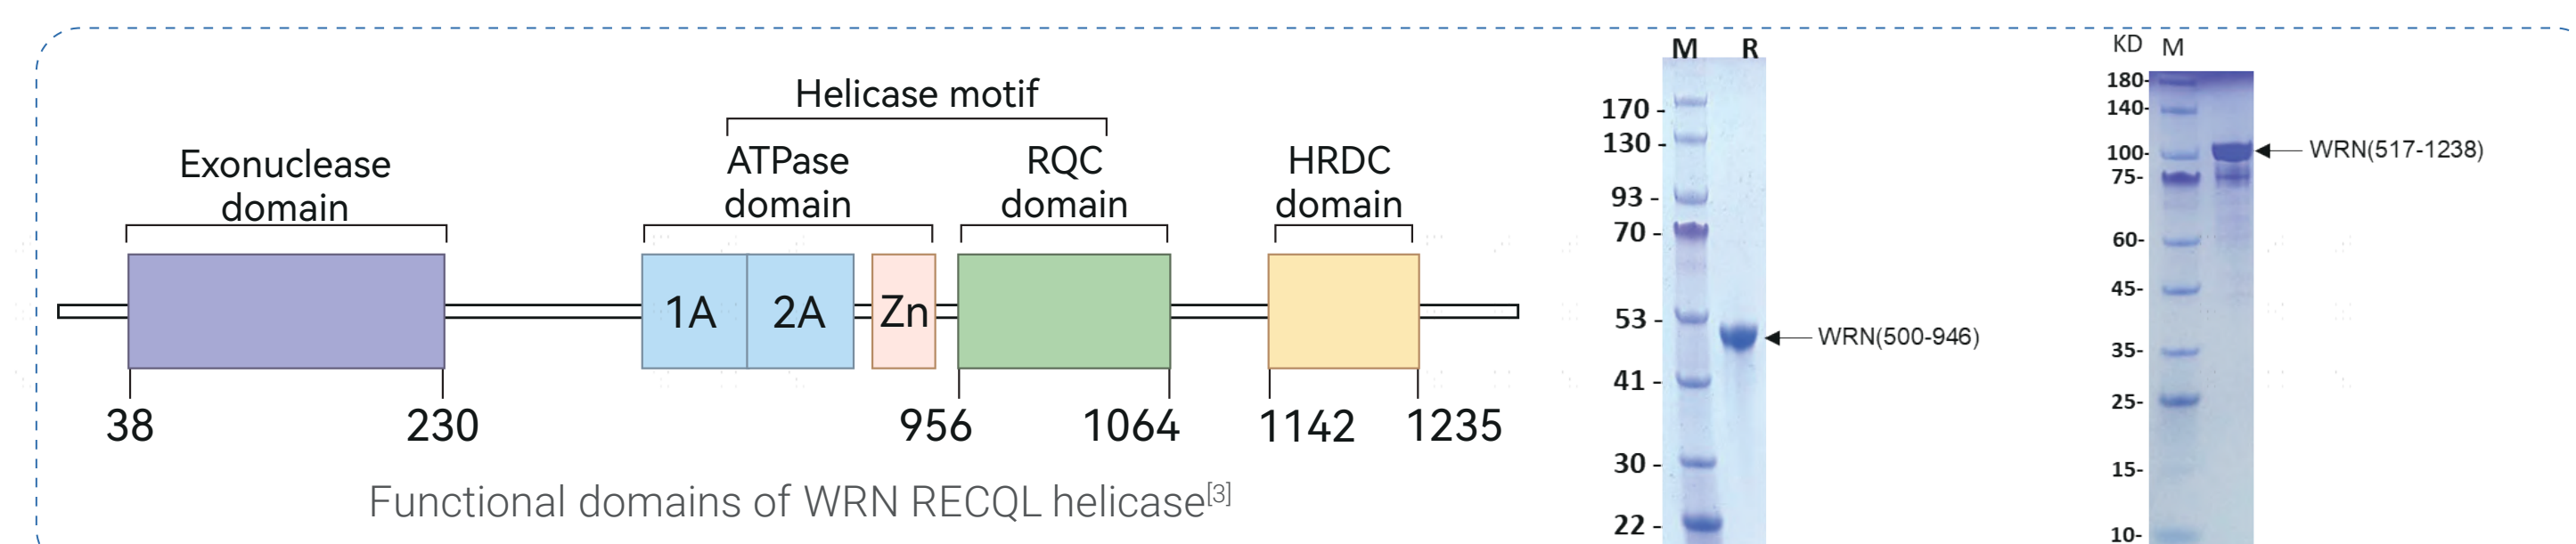 Helicase motif
Exonuclease
domain
ATPase
domain
RQC
domain
HRDC
domain
1A
2A
Zn
38
230
956
1064
1142
1235
Functional domains of WRN RECQL helicase[3]
M R
170 -
130 -
93 -
70 -
53 -
41 -
30 -
22 -
WRN(500-946)
KD M
180-
140-
100-
75-
60-
45-
35-
25-
15-
10-
WRN(517-1238)